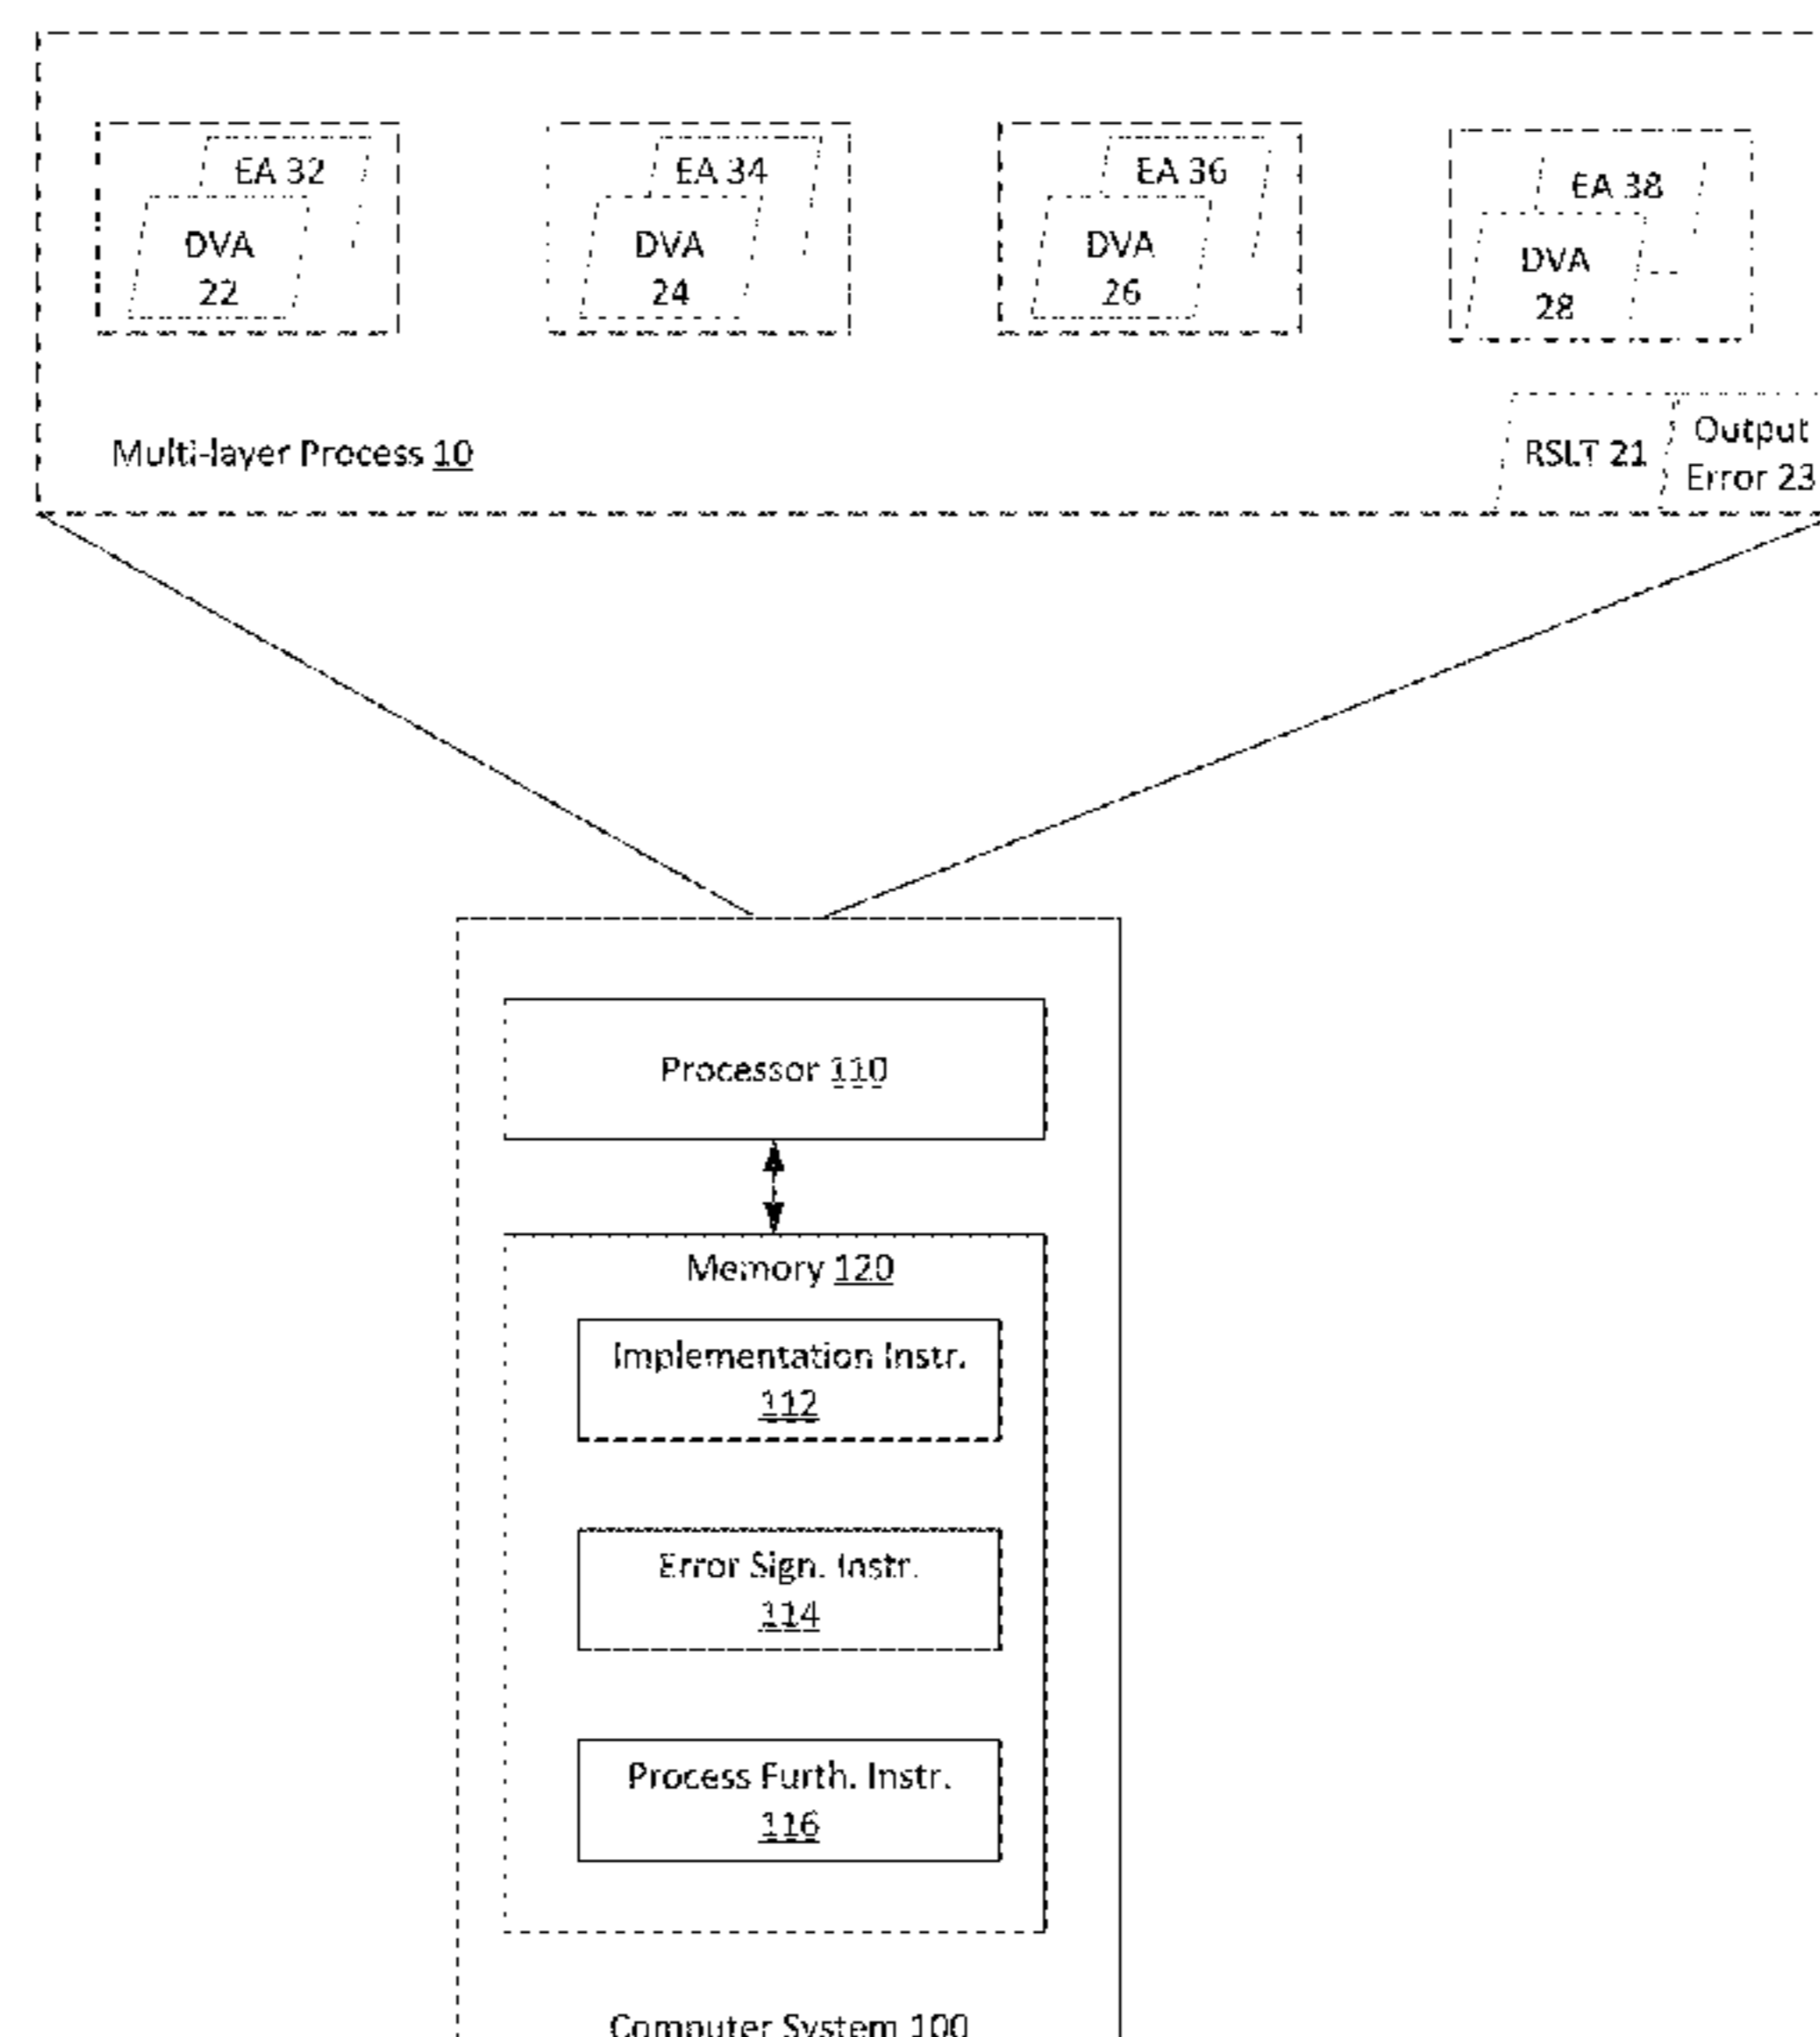 EA 32
DVA
22
EA 34
DVA
24
EA 36
DVA
26
EA 38
DVA
28
Multi-layer Process 10
RSLT 21
Output
Error 23
Processor 110
Memory 120
Implementation Instr.
112
Error Sign. Instr.
114
Process Furth. Instr.
116
Computer System 100